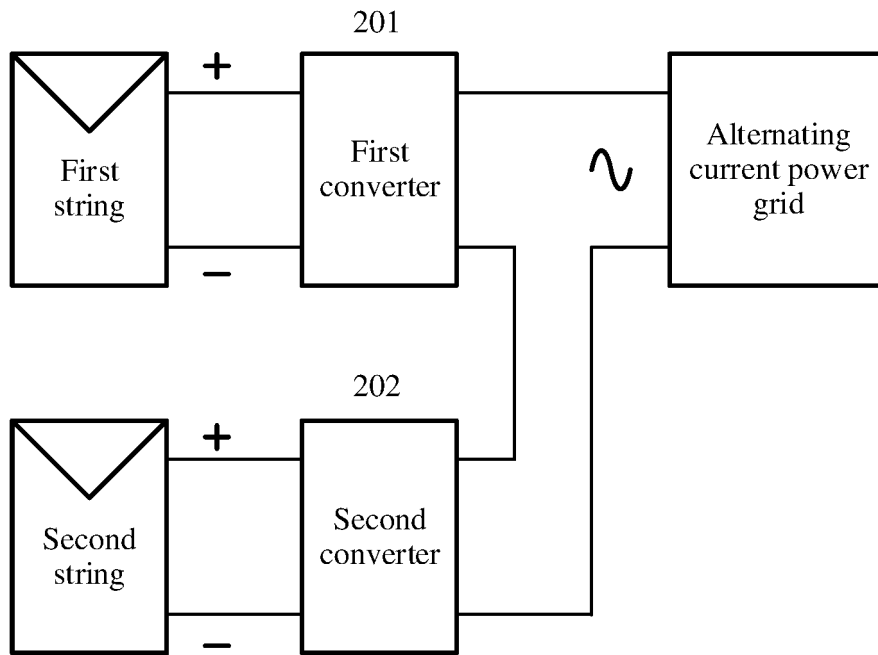 201
+
First
string
−
First
converter
Alternating
current power
grid
202
+
Second
string
−
Second
converter